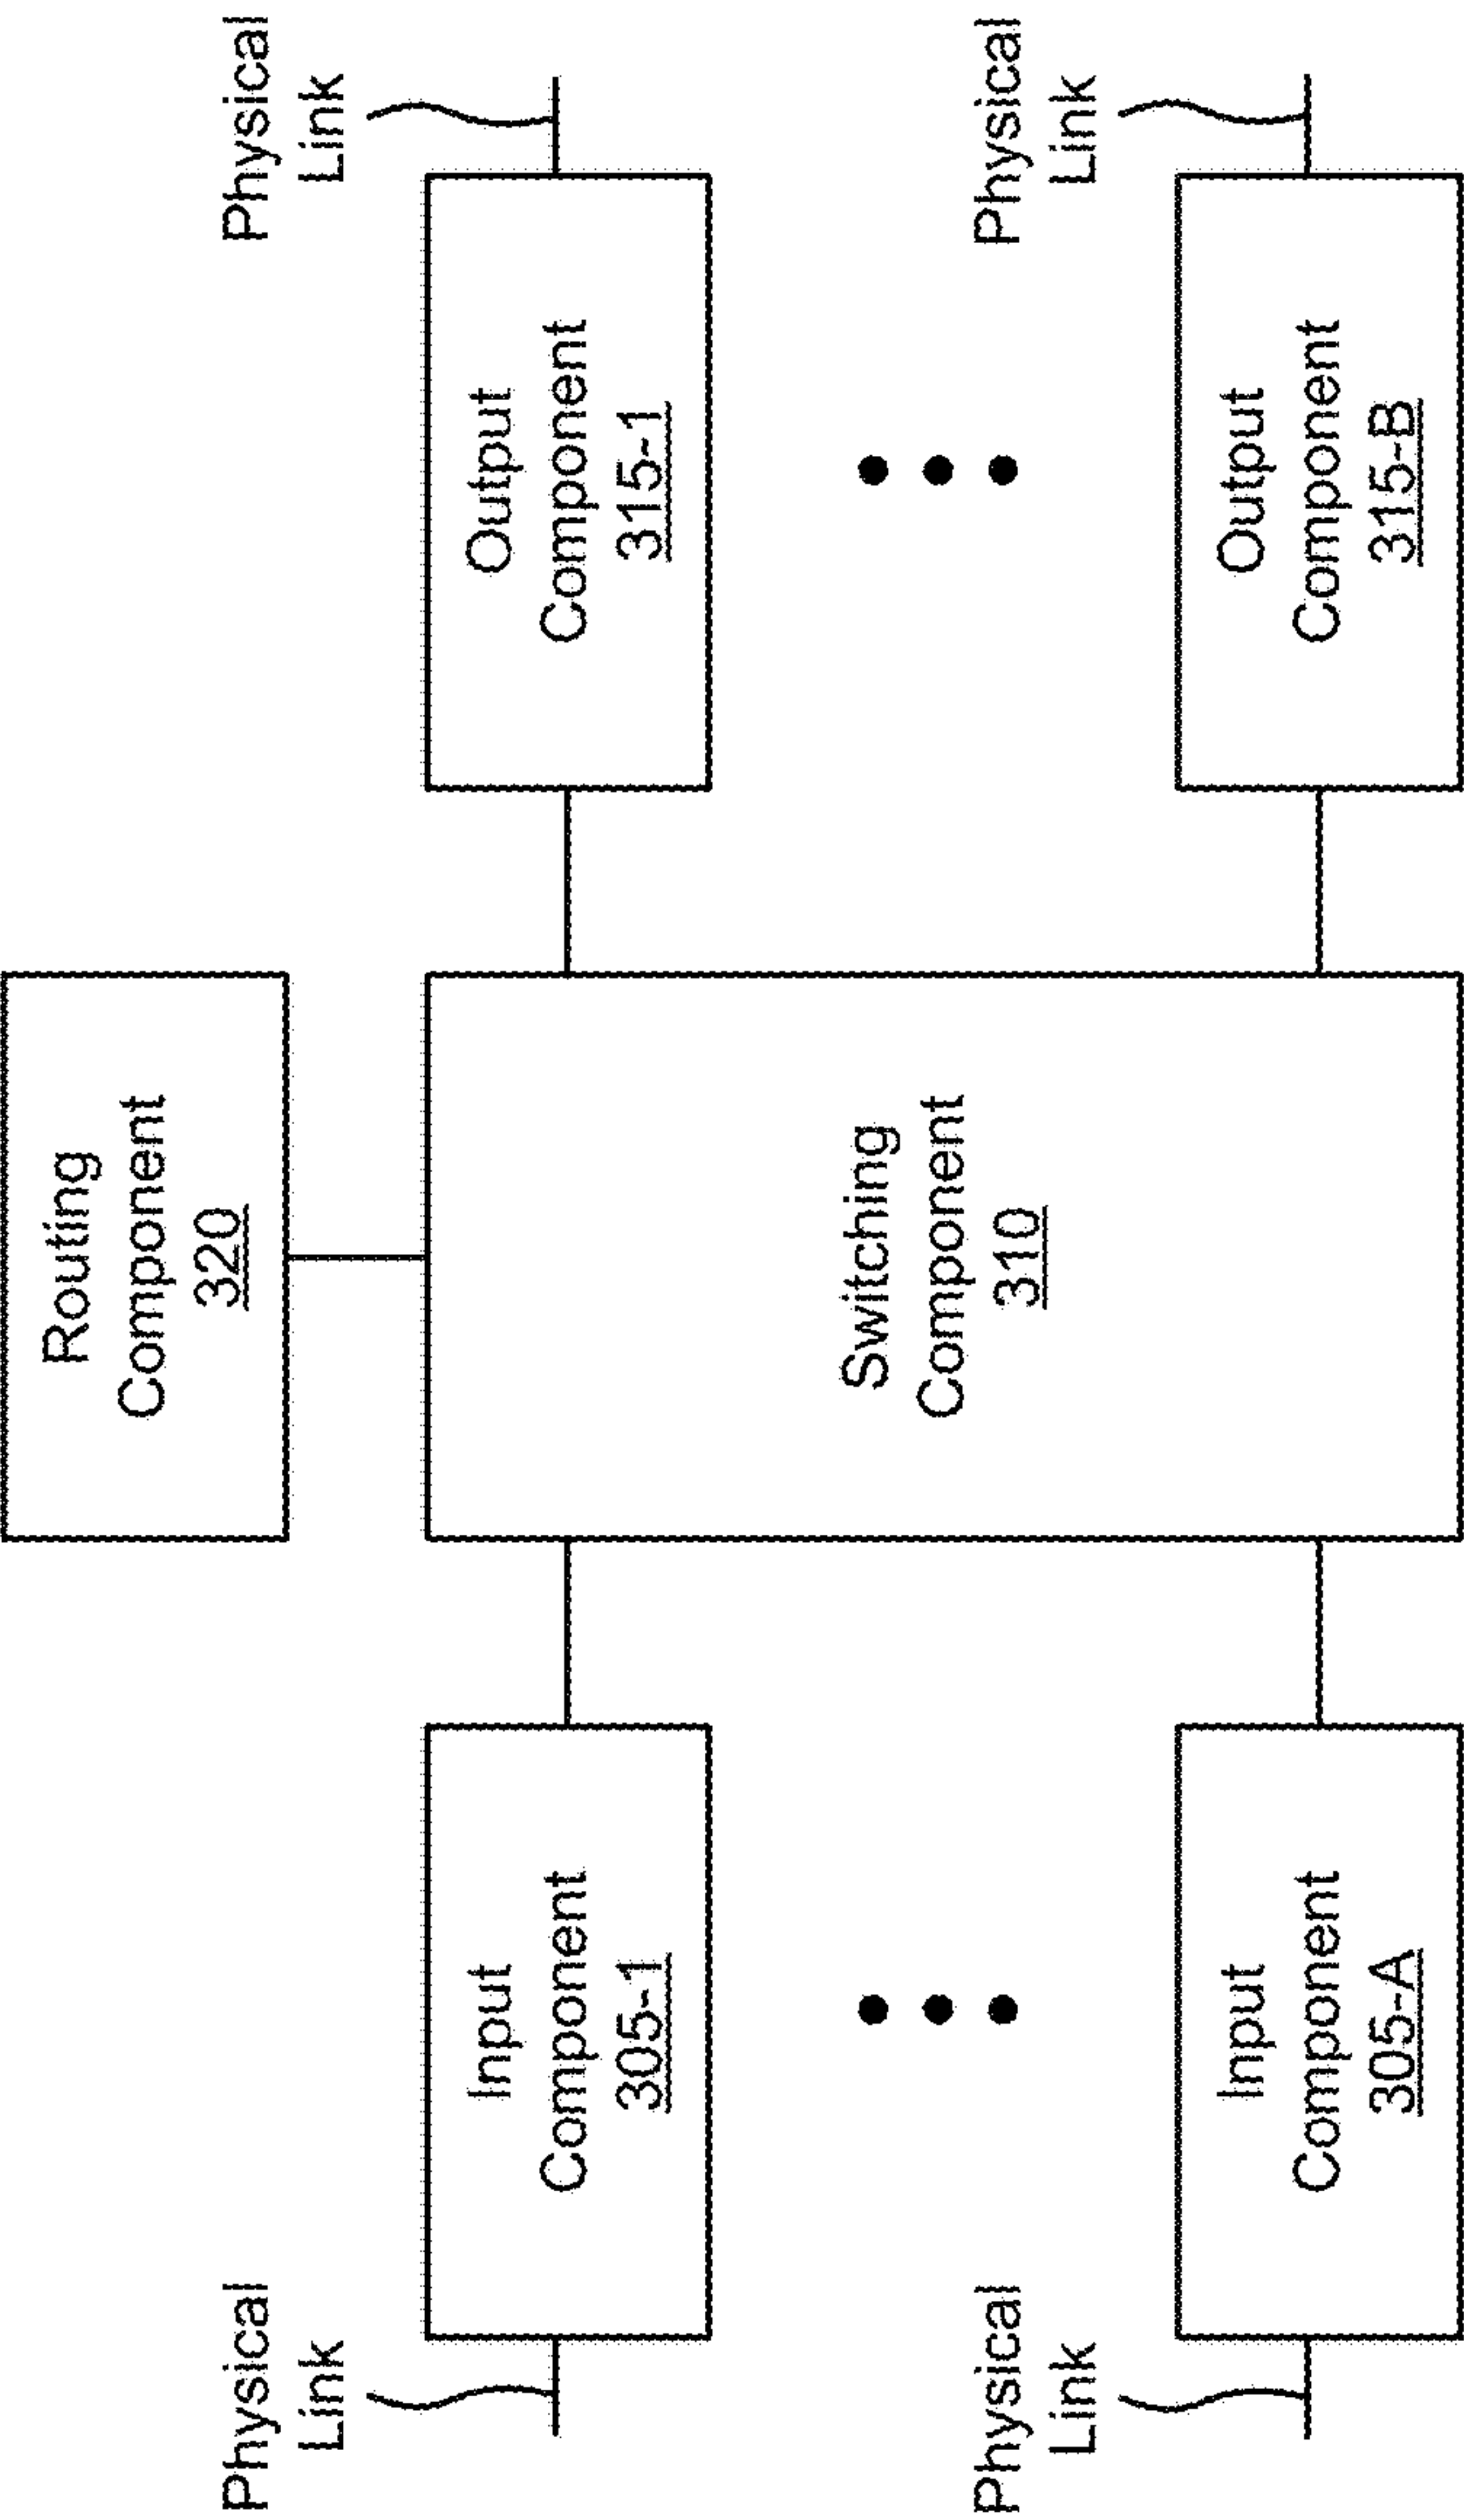 Routing
Component
320
Physical
Link
Input
Component
305-1
Physical
Link
Input
Component
305-A
Switching
Component
310
Physical
Link
Output
Component
315-1
Physical
Link
Output
Component
315-B